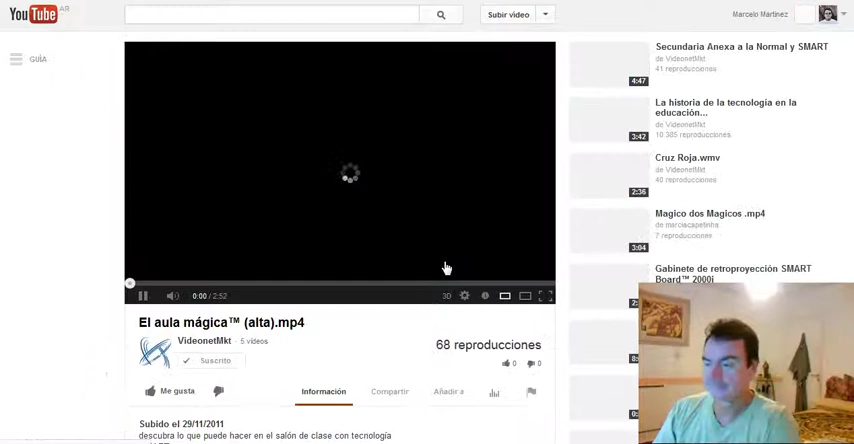 YouTube AR
Subir video
Marcelo Martinez
GUÍA
0:00 / 2:52
3D
El aula mágica™ (alta).mp4
VideonetMkt · 5 vídeos
Suscrito
68 reproducciones
0 0
Me gusta
Información
Compartir
Añadir a
Subido el 29/11/2011
descubra lo que puede hacer en el salón de clase con tecnología
Secundaria Anexa a la Normal y SMART
de VideonetMkt
41 reproducciones
4:47
La historia de la tecnología en la
educación...
de VideonetMkt
10.385 reproducciones
3:42
Cruz Roja.wmv
de VideonetMkt
40 reproducciones
2:36
Magico dos Magicos .mp4
de marciacapetinha
7 reproducciones
3:04
Gabinete de retroproyección SMART
Board™ 2000i